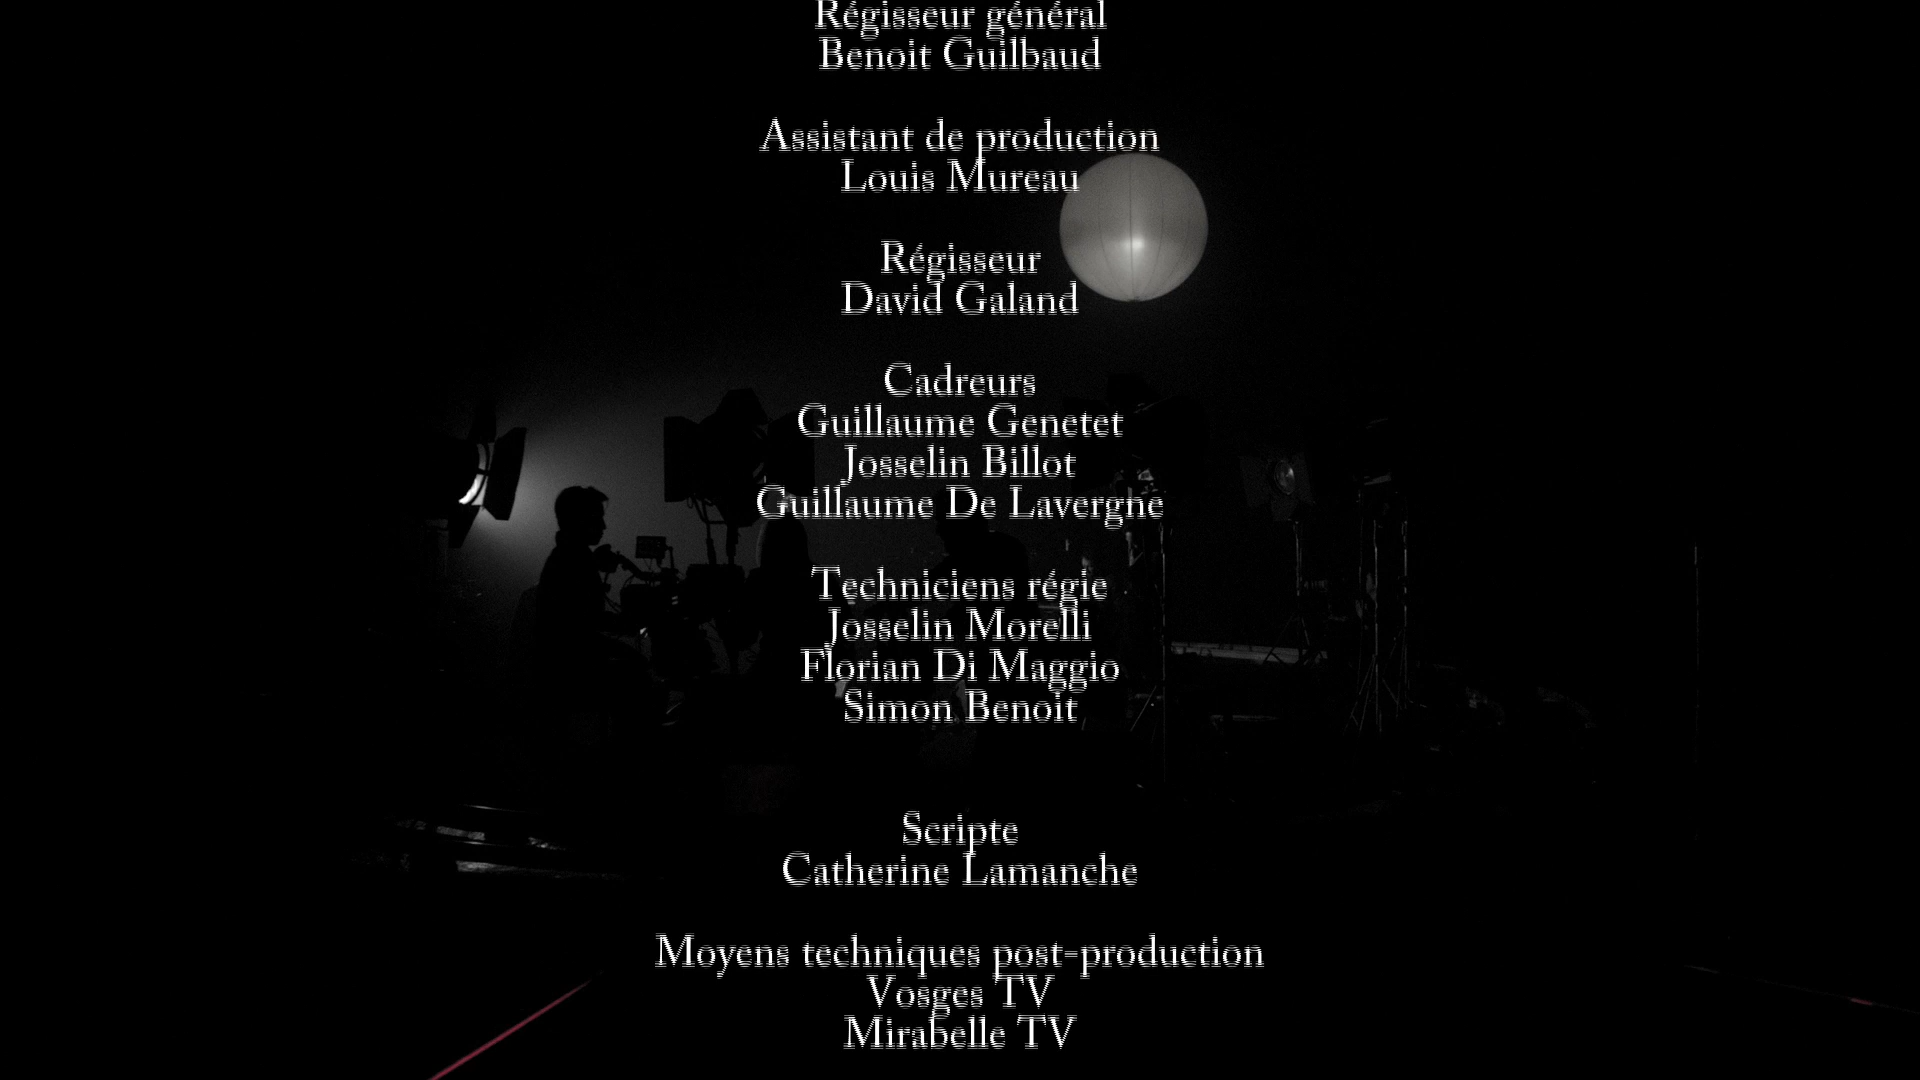 Régisseur général
Benoit Guilbaud
Assistant de production
Louis Mureau
Régisseur
David Galand
Cadreurs
Guillaume Genetet
Josselin Billot
Guillaume De Lavergne
Techniciens régie
Josselin Morelli
Florian Di Maggio
Simon Benoit
Scripte
Catherine Lamanche
Moyens techniques post-production
Vosges TV
Mirabelle TV